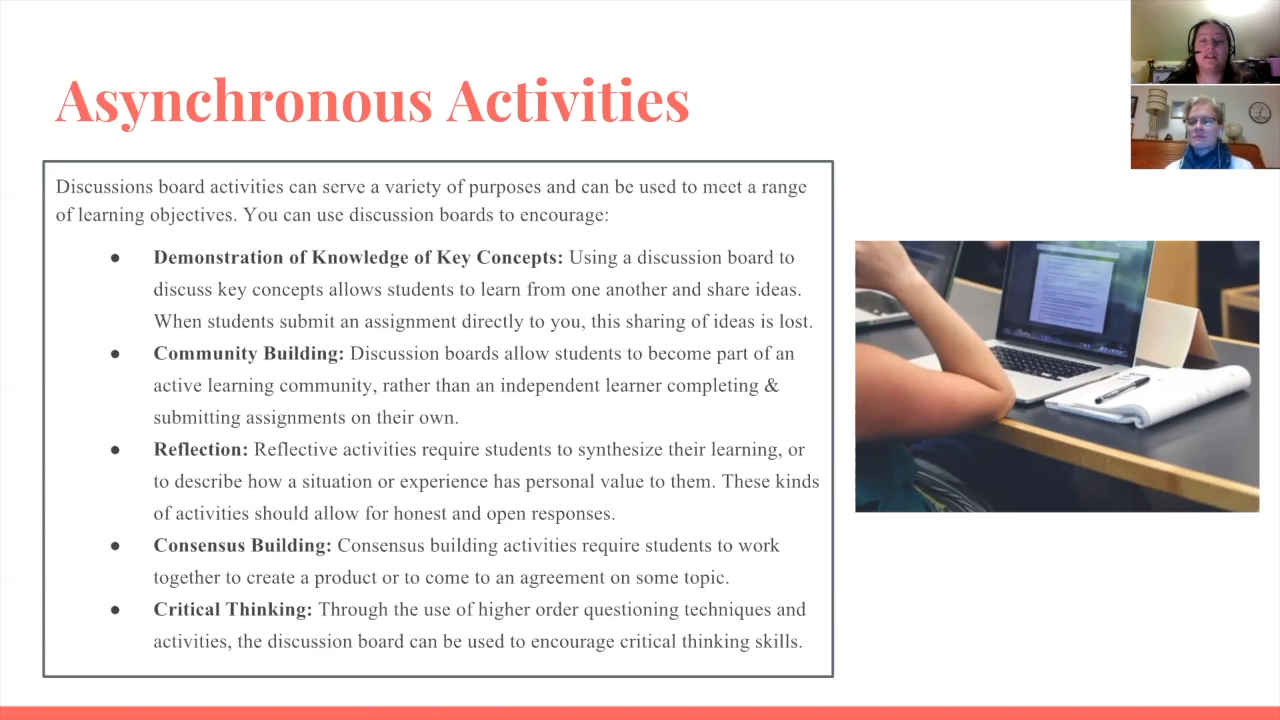 Asynchronous Activities
Discussions board activities can serve a variety of purposes and can be used to meet a range
of learning objectives. You can use discussion boards to encourage:
● Demonstration of Knowledge of Key Concepts: Using a discussion board to
discuss key concepts allows students to learn from one another and share ideas.
When students submit an assignment directly to you, this sharing of ideas is lost.
● Community Building: Discussion boards allow students to become part of an
active learning community, rather than an independent learner completing &
submitting assignments on their own.
● Reflection: Reflective activities require students to synthesize their learning, or
to describe how a situation or experience has personal value to them. These kinds
of activities should allow for honest and open responses.
● Consensus Building: Consensus building activities require students to work
together to create a product or to come to an agreement on some topic.
● Critical Thinking: Through the use of higher order questioning techniques and
activities, the discussion board can be used to encourage critical thinking skills.